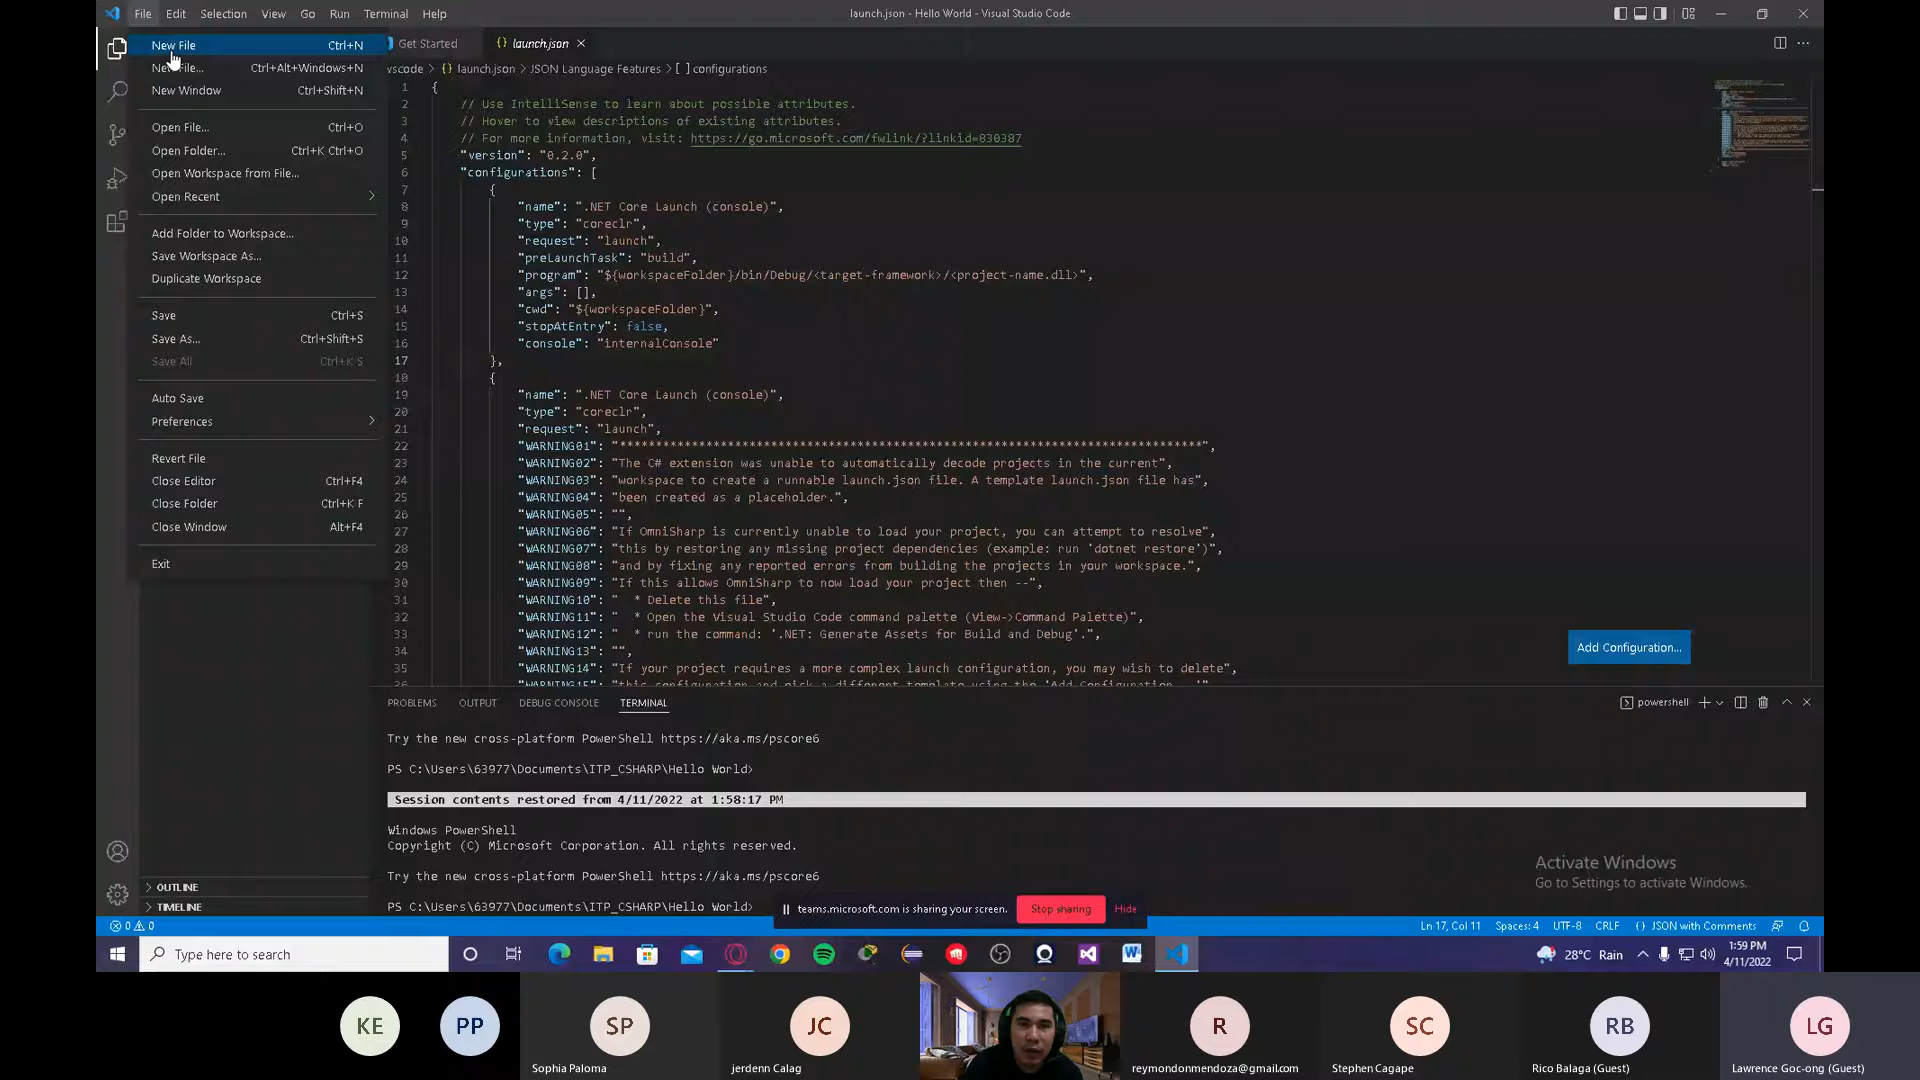 File Edit Selection View Go Run Terminal Help
launch.json - Hello World - Visual Studio Code
New File Ctrl+N
New File... Ctrl+Alt+Windows+N
New Window Ctrl+Shift+N
Open File... Ctrl+O
Open Folder... Ctrl+K Ctrl+O
Open Workspace from File...
Open Recent
Add Folder to Workspace...
Save Workspace As...
Duplicate Workspace
Save Ctrl+S
Save As... Ctrl+Shift+S
Save All Ctrl+K S
Auto Save
Preferences
Revert File
Close Editor Ctrl+F4
Close Folder Ctrl+K F
Close Window Alt+F4
Exit
OUTLINE
TIMELINE
Get Started
{} launch.json
vscode > {} launch.json > JSON Language Features > [ ] configurations
1 {
2 // Use IntelliSense to learn about possible attributes.
3 // Hover to view descriptions of existing attributes.
4 // For more information, visit: https://go.microsoft.com/fwlink/?linkid=830387
5 "version": "0.2.0",
6 "configurations": [
7 {
8 "name": ".NET Core Launch (console)",
9 "type": "coreclr",
10 "request": "launch",
11 "preLaunchTask": "build",
12 "program": "${workspaceFolder}/bin/Debug/<target-framework>/<project-name.dll>",
13 "args": [],
14 "cwd": "${workspaceFolder}",
15 "stopAtEntry": false,
16 "console": "internalConsole"
17 },
18 {
19 "name": ".NET Core Launch (console)",
20 "type": "coreclr",
21 "request": "launch",
22 "WARNING01": "*********************************************************************************",
23 "WARNING02": "The C# extension was unable to automatically decode projects in the current",
24 "WARNING03": "workspace to create a runnable launch.json file. A template launch.json file has",
25 "WARNING04": "been created as a placeholder.",
26 "WARNING05": "",
27 "WARNING06": "If OmniSharp is currently unable to load your project, you can attempt to resolve",
28 "WARNING07": "this by restoring any missing project dependencies (example: run 'dotnet restore')",
29 "WARNING08": "and by fixing any reported errors from building the projects in your workspace.",
30 "WARNING09": "If this allows OmniSharp to now load your project then --",
31 "WARNING10": " * Delete this file",
32 "WARNING11": " * Open the Visual Studio Code command palette (View->Command Palette)",
33 "WARNING12": " * run the command: '.NET: Generate Assets for Build and Debug'.",
34 "WARNING13": "",
35 "WARNING14": "If your project requires a more complex launch configuration, you may wish to delete",
36 "WARNING15": "this configuration and pick a different template using the 'Add Configuration...'"
Add Configuration...
PROBLEMS OUTPUT DEBUG CONSOLE TERMINAL
powershell
Try the new cross-platform PowerShell https://aka.ms/pscore6
PS C:\Users\63977\Documents\ITP_CSHARP\Hello World>
Session contents restored from 4/11/2022 at 1:58:17 PM
Windows PowerShell
Copyright (C) Microsoft Corporation. All rights reserved.
Try the new cross-platform PowerShell https://aka.ms/pscore6
PS C:\Users\63977\Documents\ITP_CSHARP\Hello World>
Activate Windows
Go to Settings to activate Windows.
teams.microsoft.com is sharing your screen. Stop sharing Hide
0 0
Ln 17, Col 11 Spaces: 4 UTF-8 CRLF {} JSON with Comments
Type here to search
28°C Rain
1:59 PM
4/11/2022
KE PP SP JC R SC RB LG
Sophia Paloma jerdenn Calag reymondonmendoza@gmail.com Stephen Cagape Rico Balaga (Guest) Lawrence Goc-ong (Guest)